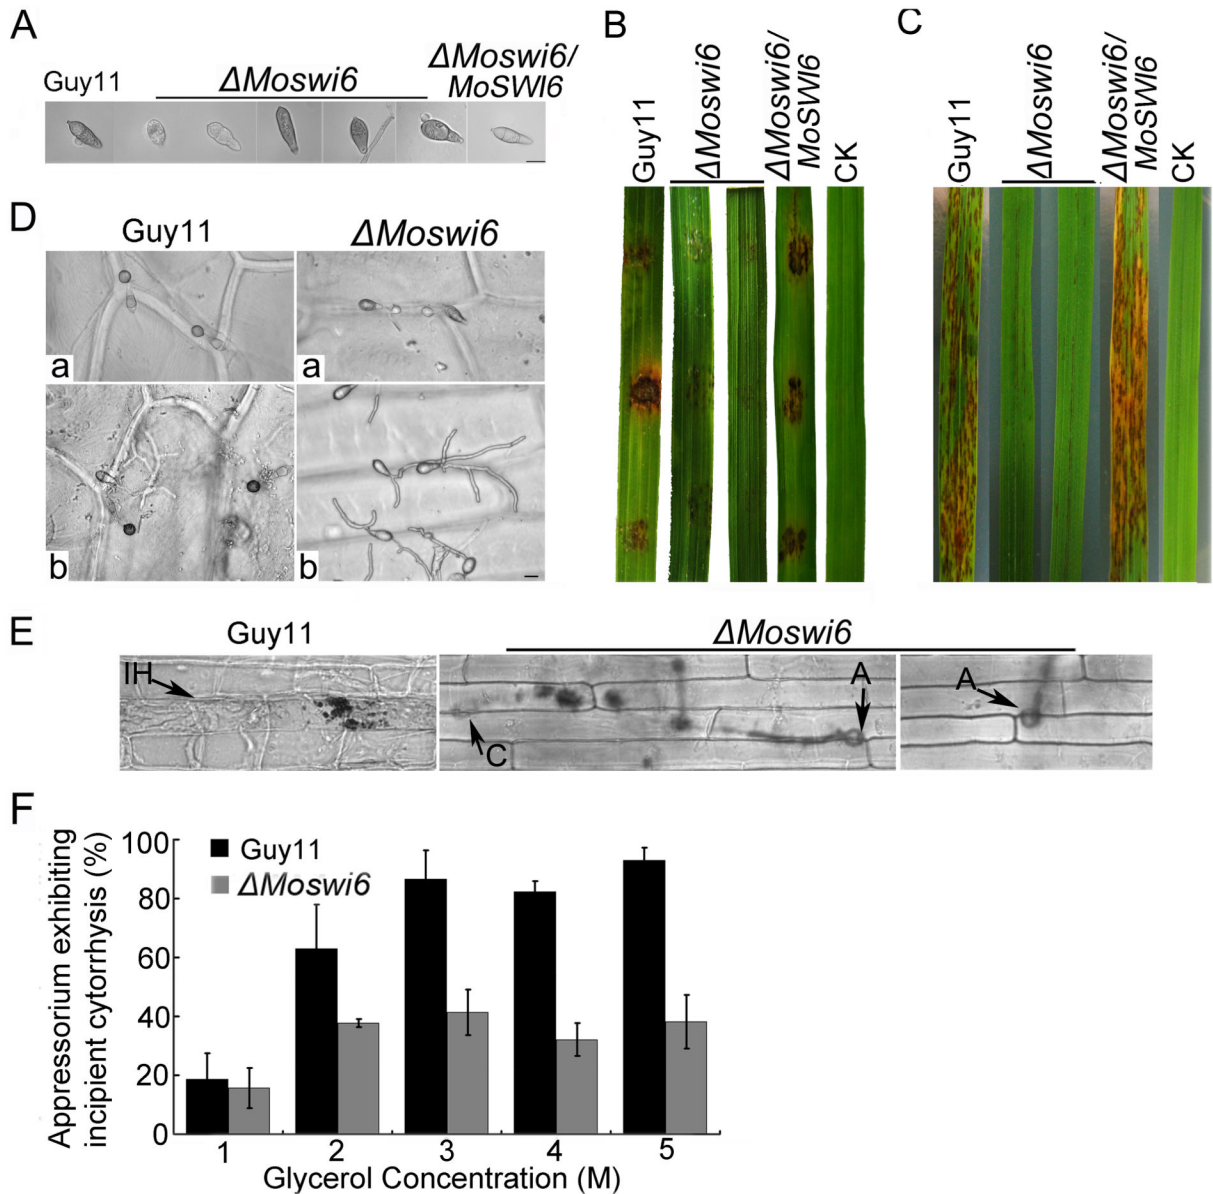 A
Guy11
ΔMoswi6
ΔMoswi6/
MoSWI6
B
Guy11
ΔMoswi6
ΔMoswi6/
MoSWI6
CK
C
Guy11
ΔMoswi6
ΔMoswi6/
MoSWI6
CK
D
Guy11
ΔMoswi6
a
a
b
b
E
Guy11
ΔMoswi6
IH
C
A
A
F
Appressorium exhibiting
incipient cytorrhysis (%)
100
80
60
40
20
0
Guy11
ΔMoswi6
1 2 3 4 5
Glycerol Concentration (M)